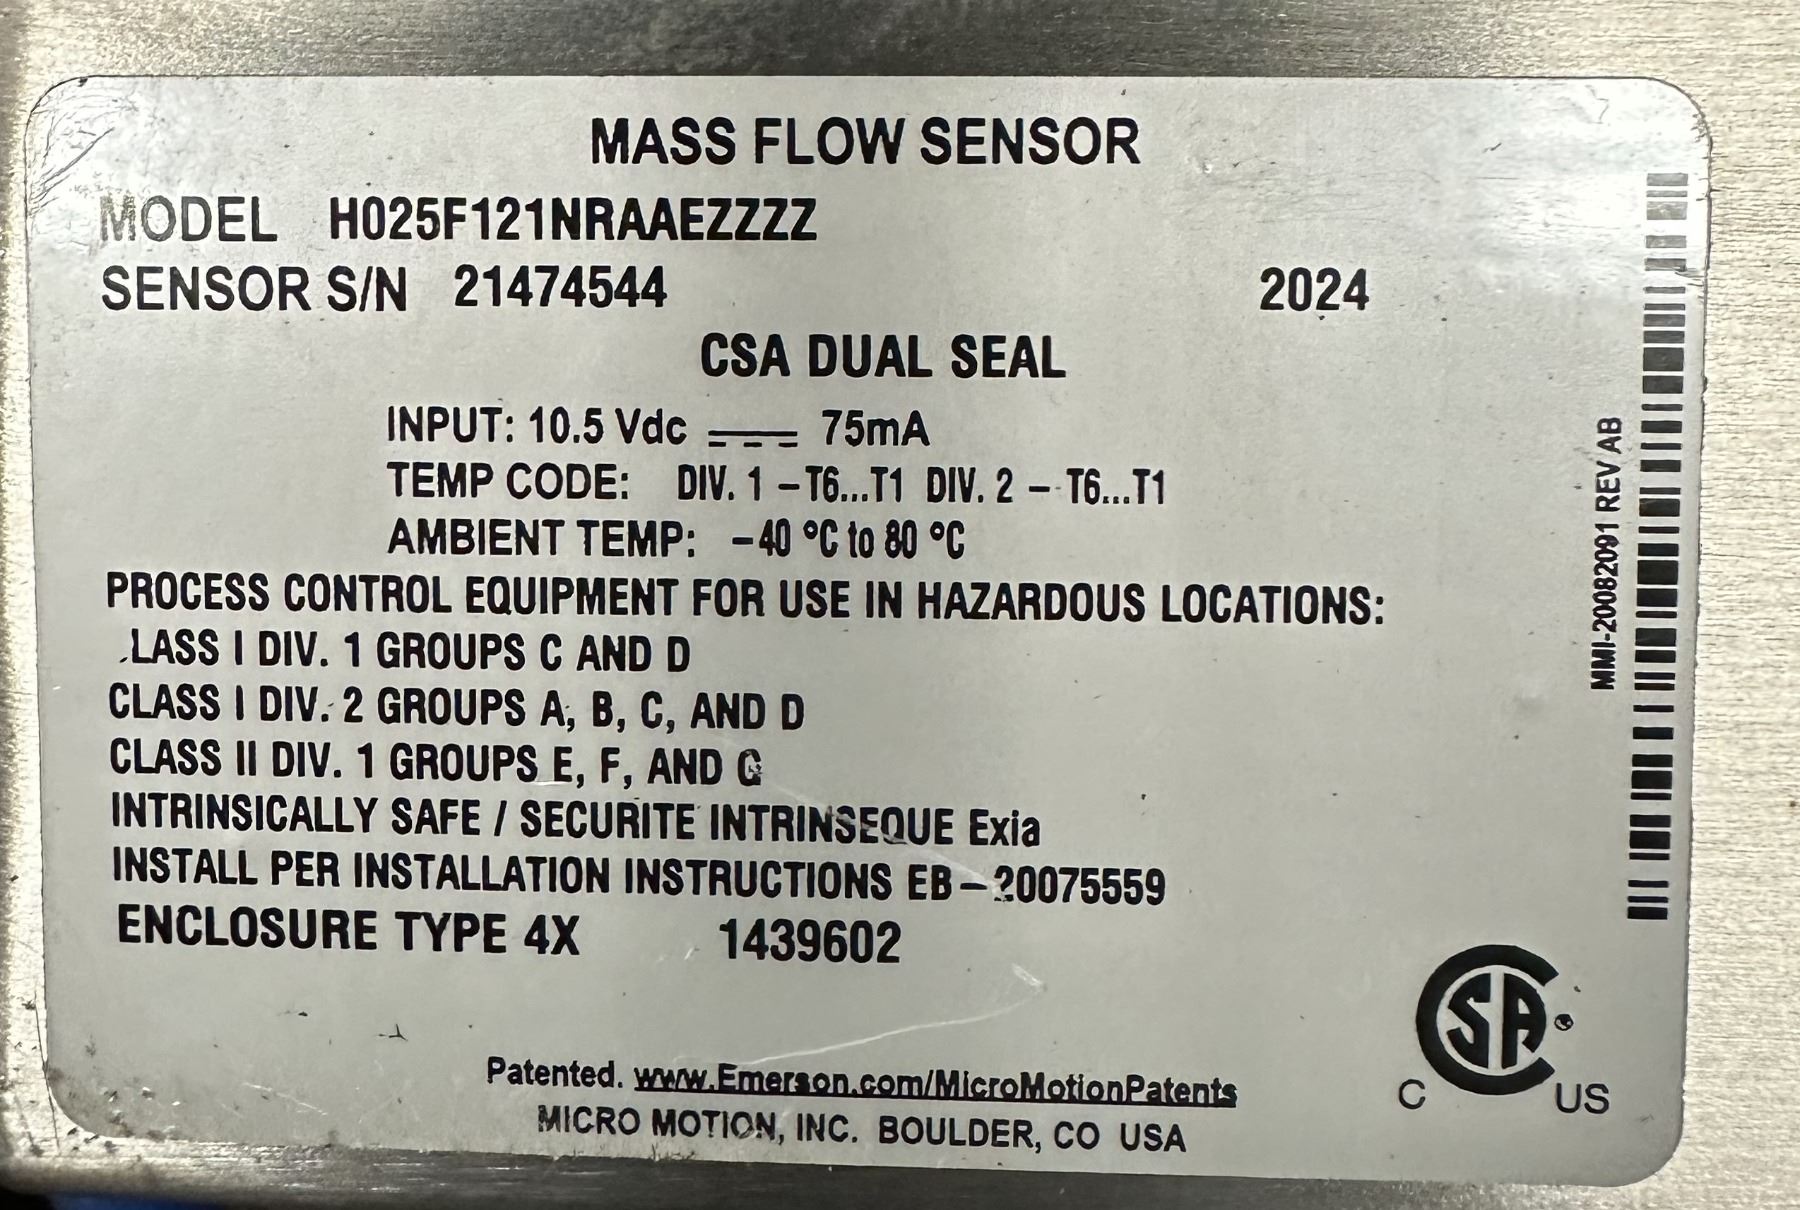 MASS FLOW SENSOR
MODEL H025F121NRAAEZZZZ
SENSOR S/N 21474544 2024
CSA DUAL SEAL
INPUT: 10.5 Vdc ⎓ 75mA
TEMP CODE: DIV. 1 – T6...T1 DIV. 2 – T6...T1
AMBIENT TEMP: –40 °C to 80 °C
PROCESS CONTROL EQUIPMENT FOR USE IN HAZARDOUS LOCATIONS:
CLASS I DIV. 1 GROUPS C AND D
CLASS I DIV. 2 GROUPS A, B, C, AND D
CLASS II DIV. 1 GROUPS E, F, AND G
INTRINSICALLY SAFE / SECURITE INTRINSEQUE Exia
INSTALL PER INSTALLATION INSTRUCTIONS EB–20075559
ENCLOSURE TYPE 4X 1439602
MMI-20082091 REV AB
CSA
C US
Patented. www.Emerson.com/MicroMotionPatents
MICRO MOTION, INC. BOULDER, CO USA